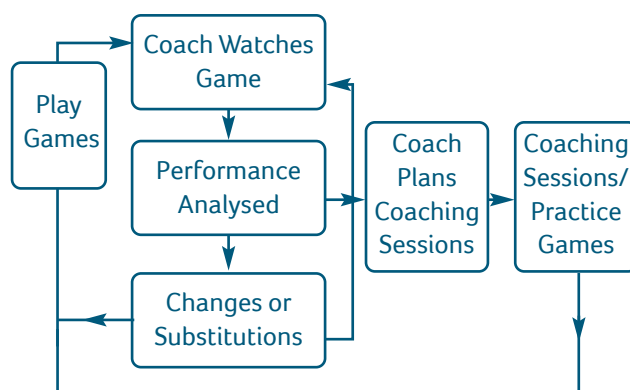 Play
Games
Coach Watches
Game
Performance
Analysed
Changes or
Substitutions
Coach
Plans
Coaching
Sessions
Coaching
Sessions/
Practice
Games